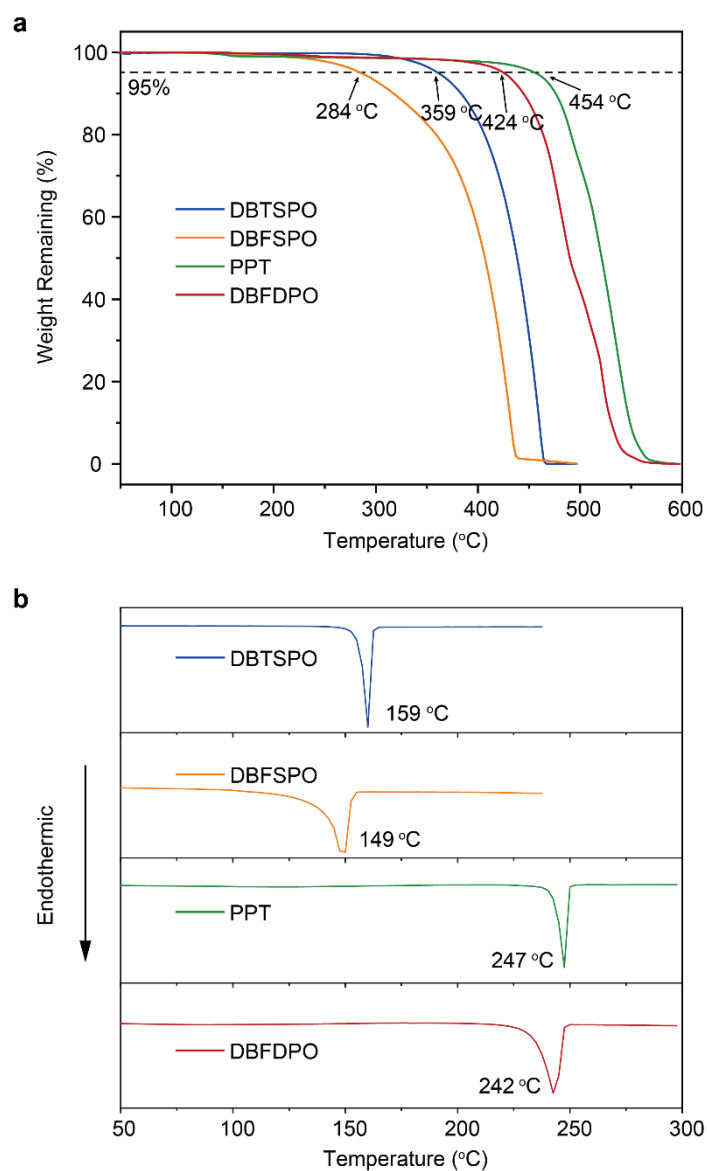 a
100
95%
284 °C
359 °C
424 °C
454 °C
80
60
40
20
0
DBTSPO
DBFSPO
PPT
DBFDPO
Weight Remaining (%)
100
200
300
400
500
600
Temperature (°C)
b
DBTSPO
159 °C
DBFSPO
149 °C
PPT
247 °C
DBFDPO
242 °C
Endothermic
50
100
150
200
250
300
Temperature (°C)